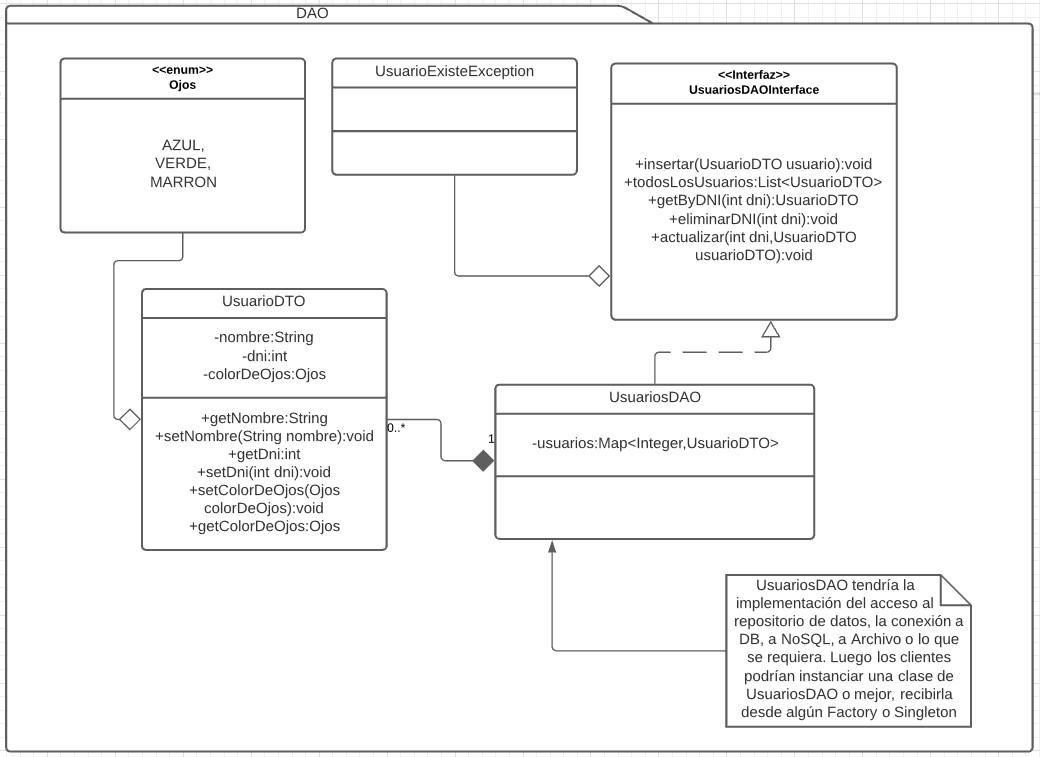 DAO
<<enum>>
Ojos
AZUL,
VERDE,
MARRON
UsuarioExisteException
<<Interfaz>>
UsuariosDAOInterface
+insertar(UsuarioDTO usuario):void
+todosLosUsuarios:List<UsuarioDTO>
+getByDNI(int dni):UsuarioDTO
+eliminarDNI(int dni):void
+actualizar(int dni,UsuarioDTO
usuarioDTO):void
UsuarioDTO
-nombre:String
-dni:int
-colorDeOjos:Ojos
+getNombre:String
+setNombre(String nombre):void
+getDni:int
+setDni(int dni):void
+setColorDeOjos(Ojos
colorDeOjos):void
+getColorDeOjos:Ojos
0..*
1
UsuariosDAO
-usuarios:Map<Integer,UsuarioDTO>
UsuariosDAO tendría la
implementación del acceso al
repositorio de datos, la conexión a
DB, a NoSQL, a Archivo o lo que
se requiera. Luego los clientes
podrían instanciar una clase de
UsuariosDAO o mejor, recibirla
desde algún Factory o Singleton